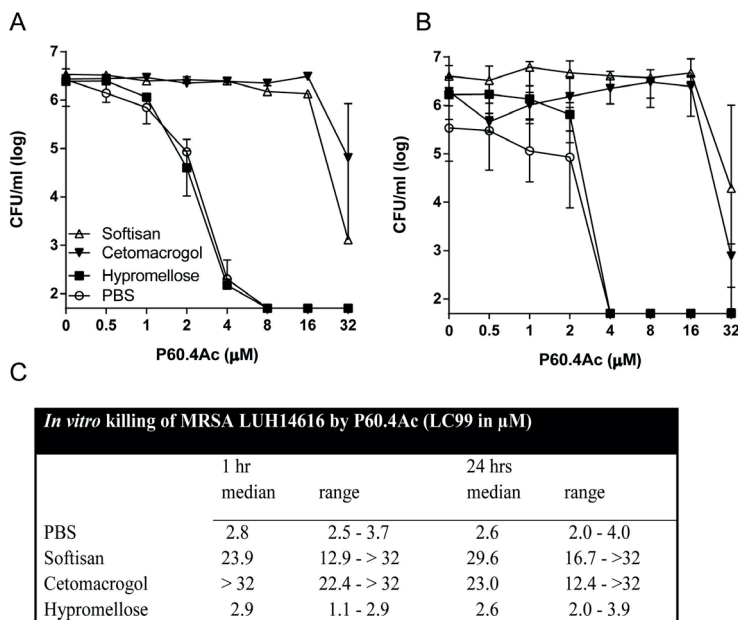 A
B
7
6
5
4
3
2
CFU/ml (log)
Softisan
Cetomacrogol
Hypromellose
PBS
0 0.5 1 2 4 8 16 32
P60.4Ac (µM)
7
6
5
4
3
2
CFU/ml (log)
0 0.5 1 2 4 8 16 32
P60.4Ac (µM)
C
In vitro killing of MRSA LUH14616 by P60.4Ac (LC99 in µM)
1 hr 24 hrs
median range median range
PBS 2.8 2.5 - 3.7 2.6 2.0 - 4.0
Softisan 23.9 12.9 - > 32 29.6 16.7 - >32
Cetomacrogol > 32 22.4 - > 32 23.0 12.4 - >32
Hypromellose 2.9 1.1 - 2.9 2.6 2.0 - 3.9